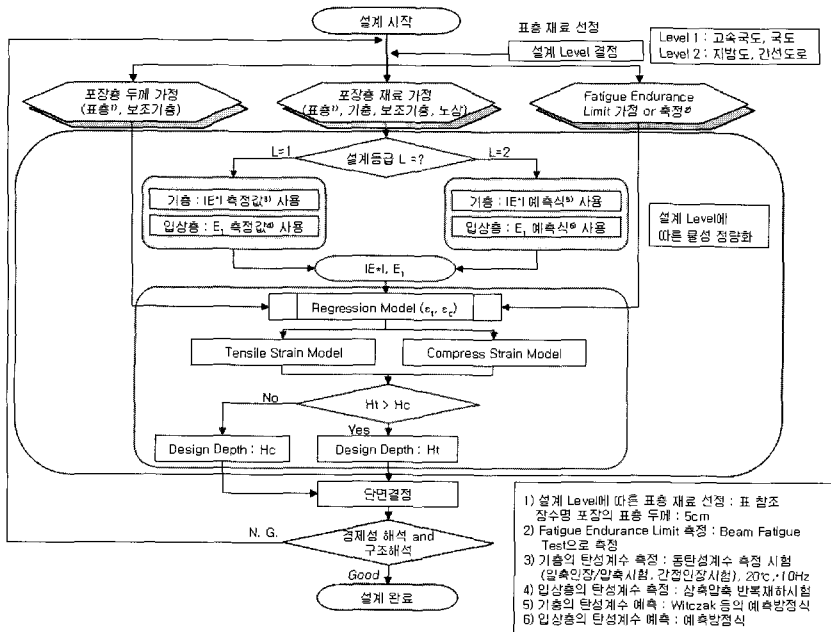 설계 시작
표층 재료 선정
설계 Level 결정
Level 1 : 고속국도, 국도
Level 2 : 지방도, 간선도로
포장층 두께 가정
(표층¹⁾, 보조기층)
포장층 재료 가정
(표층¹⁾, 기층, 보조기층, 노상)
Fatigue Endurance
Limit 가정 or 측정²⁾
L=1
설계등급 L =?
L=2
기층 : IE*I 측정값³⁾ 사용
입상층 : E₁ 측정값⁴⁾ 사용
기층 : IE*I 예측식⁵⁾ 사용
입상층 : E₁ 예측식⁶⁾ 사용
설계 Level에
따른 물성 정량화
IE*I, E₁
Regression Model (εt, εc)
Tensile Strain Model
Compress Strain Model
No
Ht > Hc
Yes
Design Depth : Hc
Design Depth : Ht
단면결정
N. G.
경제성 해석 and
구조해석
Good
설계 완료
1) 설계 Level에 따른 표층 재료 선정 : 표 참조
장수명 포장의 표층 두께 : 5cm
2) Fatigue Endurance Limit 측정 : Beam Fatigue
Test으로 측정
3) 기층의 탄성계수 측정 : 동탄성계수 측정 시험
(압축인장/압축시험, 간접인장시험), 20℃, 10Hz
4) 입상층의 탄성계수 측정 : 삼축압축 반복재하시험
5) 기층의 탄성계수 예측 : Witczak 등의 예측방정식
6) 입상층의 탄성계수 예측 : 예측방정식